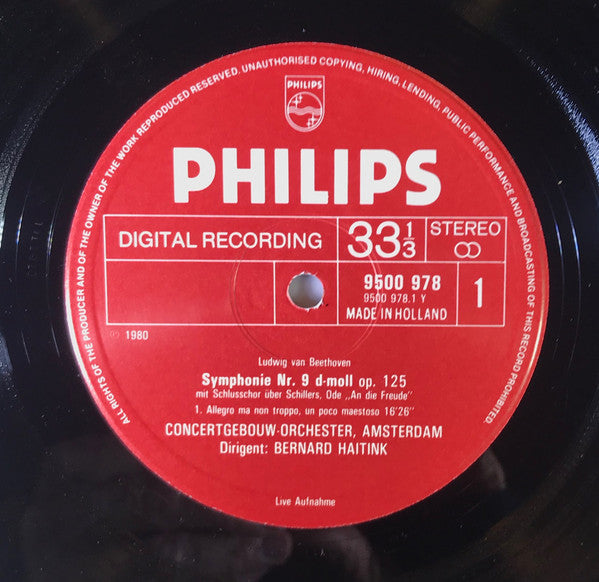 ALL RIGHTS OF THE PRODUCER AND OF THE OWNER OF THE WORK REPRODUCED RESERVED. UNAUTHORISED COPYING, HIRING, LENDING, PUBLIC PERFORMANCE AND BROADCASTING OF THIS RECORD PROHIBITED.
PHILIPS
PHILIPS
DIGITAL RECORDING
33 1/3
STEREO
9500 978
9500 978.1 Y
MADE IN HOLLAND
1
℗ 1980
Ludwig van Beethoven
Symphonie Nr. 9 d-moll op. 125
mit Schlusschor über Schillers, Ode „An die Freude"
1. Allegro ma non troppo, un poco maestoso 16'26"
CONCERTGEBOUW-ORCHESTER, AMSTERDAM
Dirigent: BERNARD HAITINK
Live Aufnahme